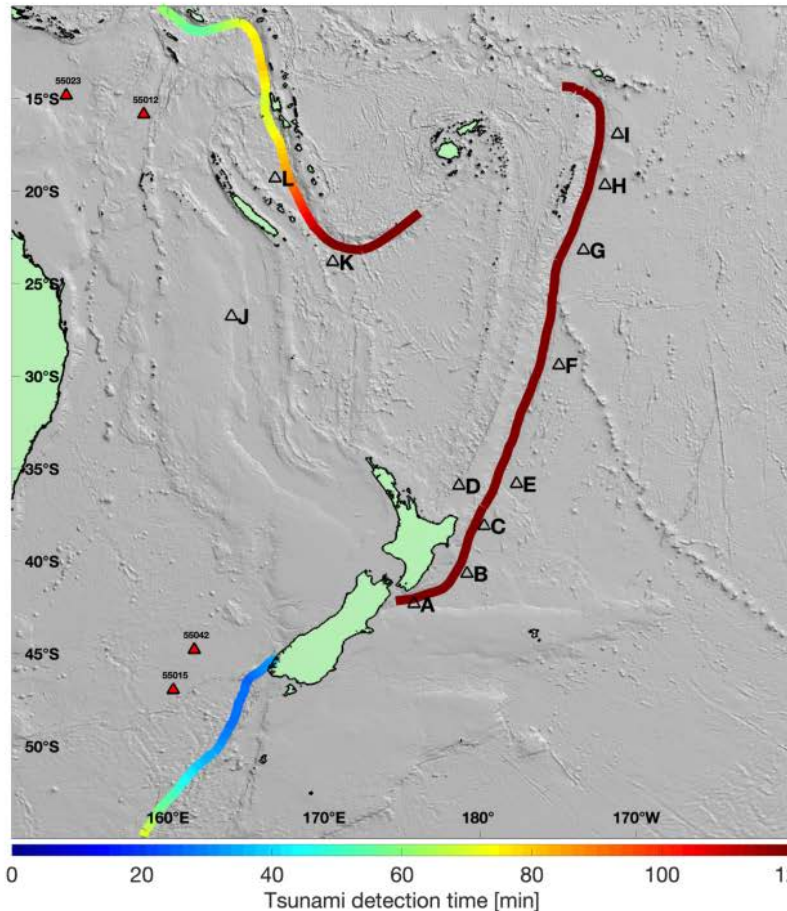 55023
55012
15°S
I
L
20°S
H
K
G
25°S
J
30°S
F
35°S
D
E
C
40°S
B
A
55042
45°S
55015
50°S
160°E 170°E 180° 170°W
0 20 40 60 80 100 12
Tsunami detection time [min]